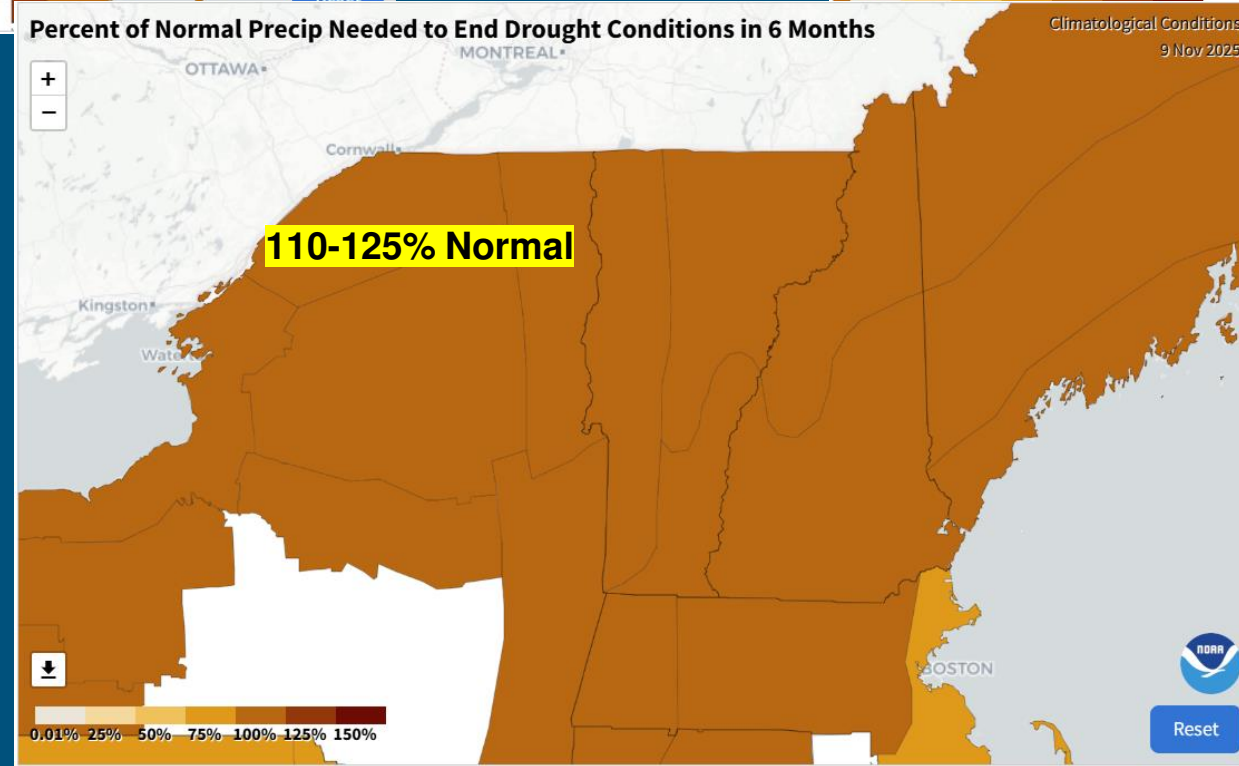 Percent of Normal Precip Needed to End Drought Conditions in 6 Months
Climatological Conditions
9 Nov 2025
MONTREAL
OTTAWA
+
−
Cornwall
110-125% Normal
Kingston
BOSTON
NOAA
0.01% 25% 50% 75% 100% 125% 150%
Reset